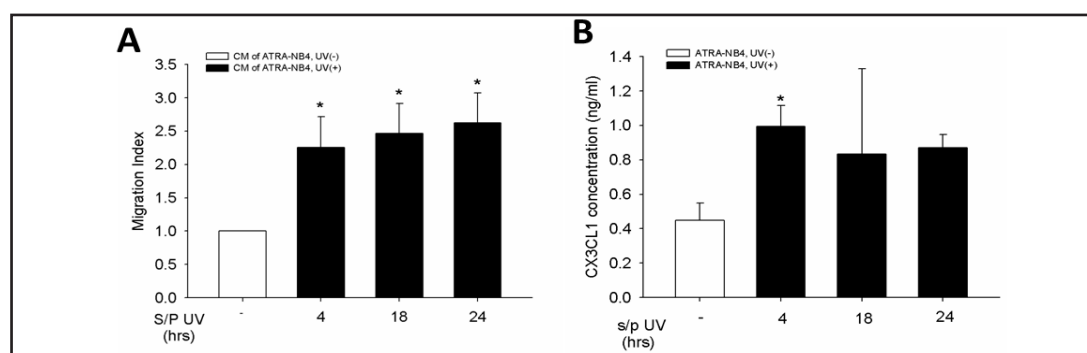 A
CM of ATRA-NB4, UV(-)
CM of ATRA-NB4, UV(+)
Migration Index
3.5
3.0
2.5
2.0
1.5
1.0
0.5
0.0
* * *
- 4 18 24
S/P UV
(hrs)
B
ATRA-NB4, UV(-)
ATRA-NB4, UV(+)
CX3CL1 concentration (ng/ml)
1.4
1.2
1.0
0.8
0.6
0.4
0.2
0.0
*
- 4 18 24
s/p UV
(hrs)